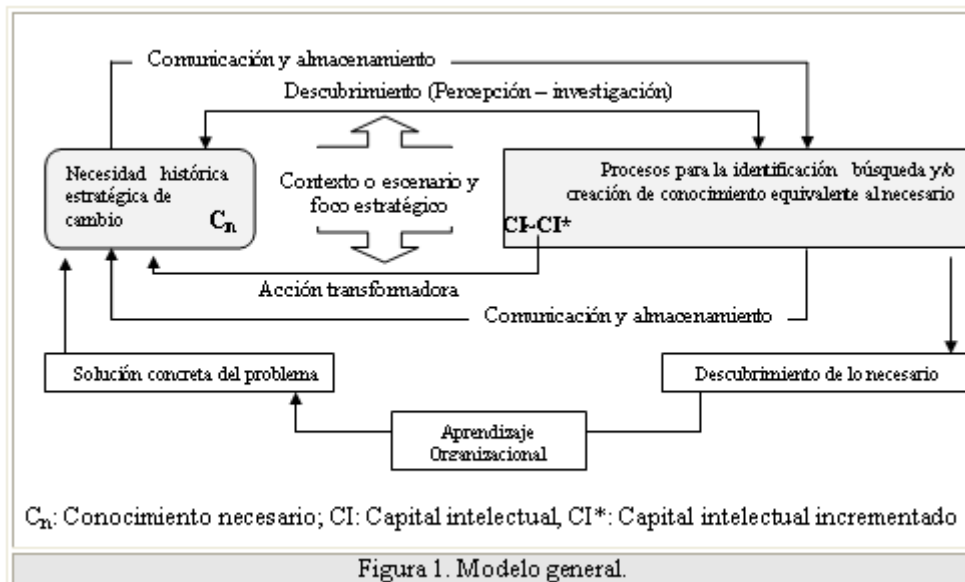 Comunicación y almacenamiento
Descubrimiento (Percepción – investigación)
Necesidad histórica
estratégica de
cambio
Cn
Contexto o escenario y
foco estratégico
Procesos para la identificación búsqueda y/o
creación de conocimiento equivalente al necesario
CI-CI*
Acción transformadora
Comunicación y almacenamiento
Solución concreta del problema
Descubrimiento de lo necesario
Aprendizaje
Organizacional
Cn: Conocimiento necesario; CI: Capital intelectual, CI*: Capital intelectual incrementado
Figura 1. Modelo general.